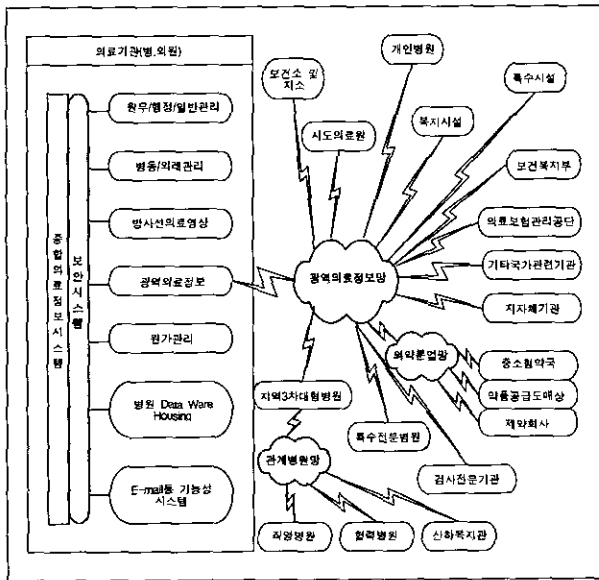 의료기관(병,의원)
종합의료정보시스템
보안시스템
원무/행정/일반관리
병동/외래관리
방사선의료영상
광역의료정보
원가관리
병원 Data Ware
Housing
E-mail등 기능성
시스템
보건소 및
지소
시도의료원
개인병원
복지시설
특수시설
보건복지부
의료보험관리공단
기타국가관련기관
지자체기관
광역의료정보망
의약분업망
중소형약국
약품공급도매상
제약회사
지역3차대형병원
특수전문병원
검사전문기관
관계병원망
직영병원
협력병원
산하복지관